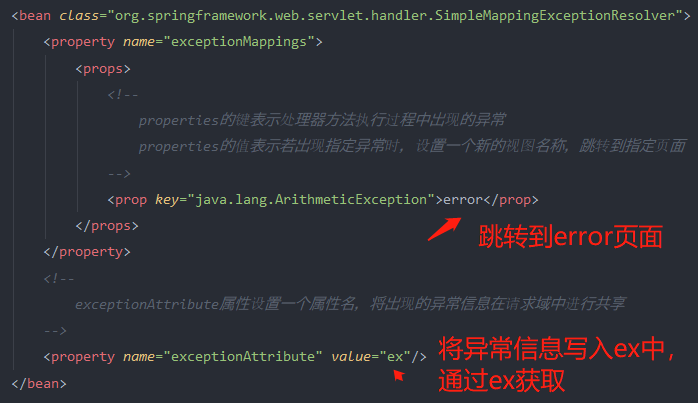 <bean class="org.springframework.web.servlet.handler.SimpleMappingExceptionResolver">
<property name="exceptionMappings">
<props>
<!--
properties的键表示处理器方法执行过程中出现的异常
properties的值表示若出现指定异常时，设置一个新的视图名称，跳转到指定页面
-->
<prop key="java.lang.ArithmeticException">error</prop>
</props>
跳转到error页面
</property>
<!--
exceptionAttribute属性设置一个属性名，将出现的异常信息在请求域中进行共享
-->
<property name="exceptionAttribute" value="ex"/>
将异常信息写入ex中，
通过ex获取
</bean>